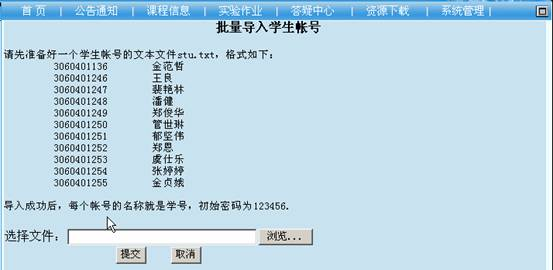 首 页 | 公告通知 | 课程信息 | 实验作业 | 答疑中心 | 资源下载 | 系统管理 |
批量导入学生帐号
请先准备好一个学生帐号的文本文件stu.txt，格式如下：
3060401136 金范哲
3060401246 王良
3060401247 裴艳林
3060401248 潘健
3060401249 郑俊华
3060401250 管世琳
3060401251 郁坚伟
3060401252 郑恩
3060401253 虞仕乐
3060401254 张婷婷
3060401255 金贞娥
导入成功后，每个帐号的名称就是学号，初始密码为123456.
选择文件： 浏览...
提交 取消